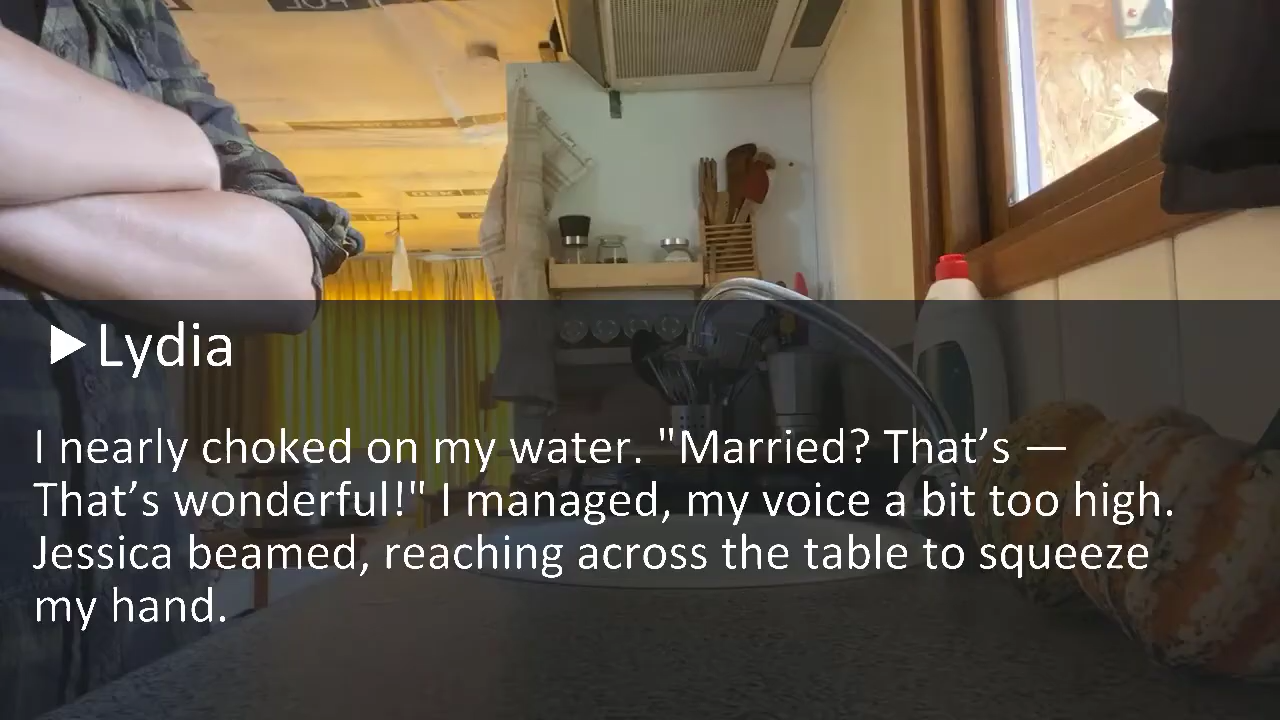 ▶Lydia
I nearly choked on my water. "Married? That’s —
That’s wonderful!" I managed, my voice a bit too high.
Jessica beamed, reaching across the table to squeeze
my hand.